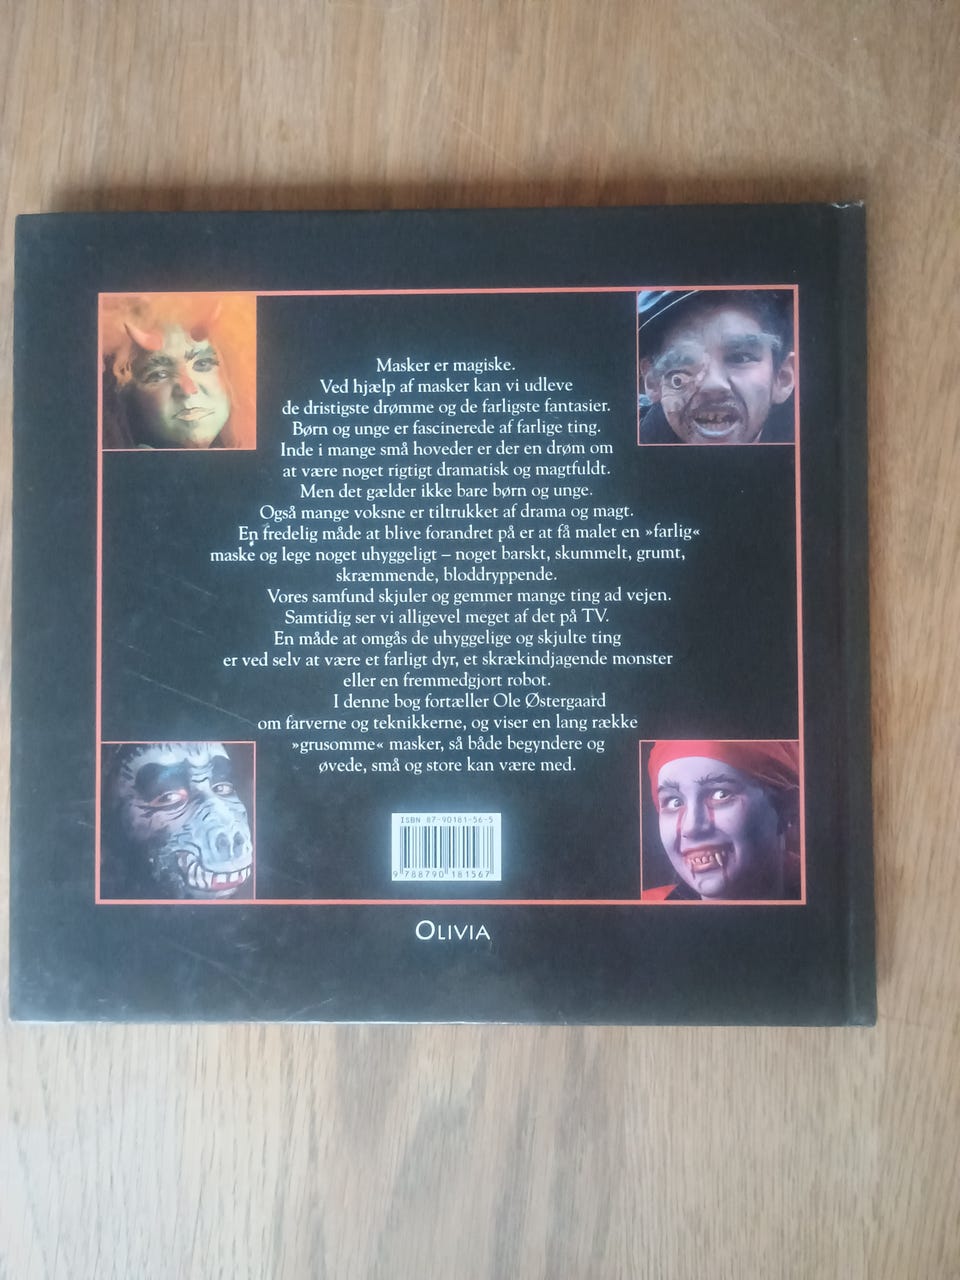 Masker er magiske.
Ved hjælp af masker kan vi udleve
de dristigste drømme og de farligste fantasier.
Børn og unge er fascinerede af farlige ting.
Inde i mange små hoveder er der en drøm om
at være noget rigtigt dramatisk og magtfuldt.
Men det gælder ikke bare børn og unge.
Også mange voksne er tiltrukket af drama og magt.
En fredelig måde at blive forandret på er at få malet en »farlig«
maske og lege noget uhyggeligt – noget barskt, skummelt, grumt,
skræmmende, bloddryppende.
Vores samfund skjuler og gemmer mange ting ad vejen.
Samtidig ser vi alligevel meget af det på TV.
En måde at omgås de uhyggelige og skjulte ting
er ved selv at være et farligt dyr, et skrækindjagende monster
eller en fremmedgjort robot.
I denne bog fortæller Ole Østergaard
om farverne og teknikkerne, og viser en lang række
»grusomme« masker, så både begyndere og
øvede, små og store kan være med.
ISBN 87-90181-56-5
9 788790 181567
OLIVIA